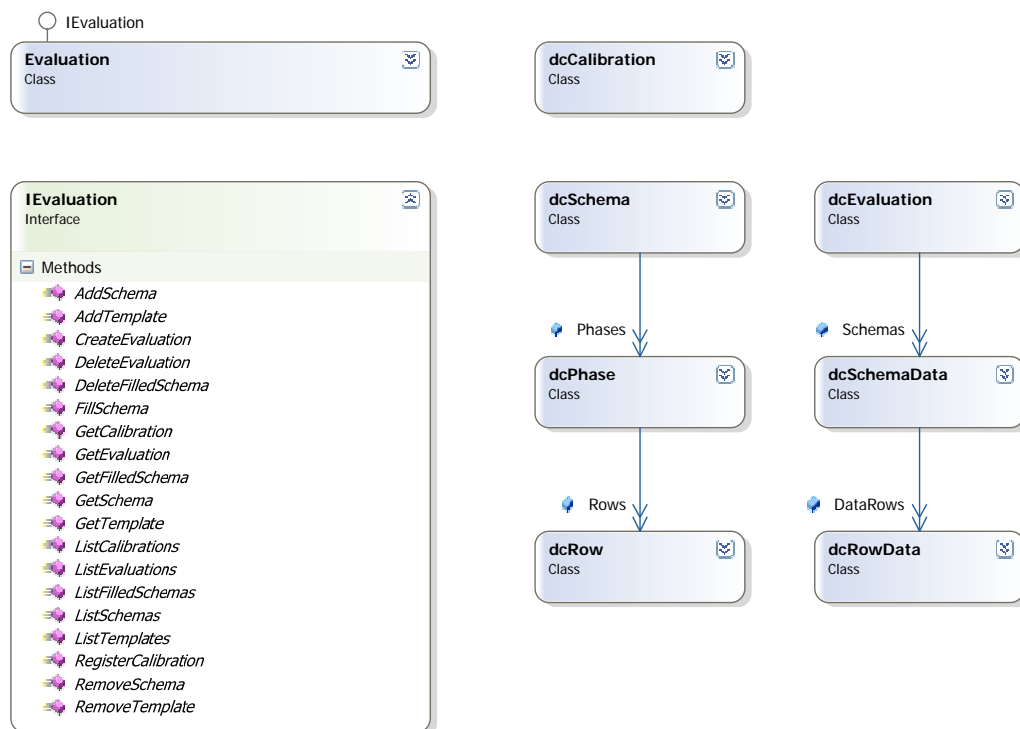 IEvaluation
Evaluation
Class
dcCalibration
Class
IEvaluation
Interface
Methods
AddSchema
AddTemplate
CreateEvaluation
DeleteEvaluation
DeleteFilledSchema
FillSchema
GetCalibration
GetEvaluation
GetFilledSchema
GetSchema
GetTemplate
ListCalibrations
ListEvaluations
ListFilledSchemas
ListSchemas
ListTemplates
RegisterCalibration
RemoveSchema
RemoveTemplate
dcSchema
Class
Phases
dcPhase
Class
Rows
dcRow
Class
dcEvaluation
Class
Schemas
dcSchemaData
Class
DataRows
dcRowData
Class